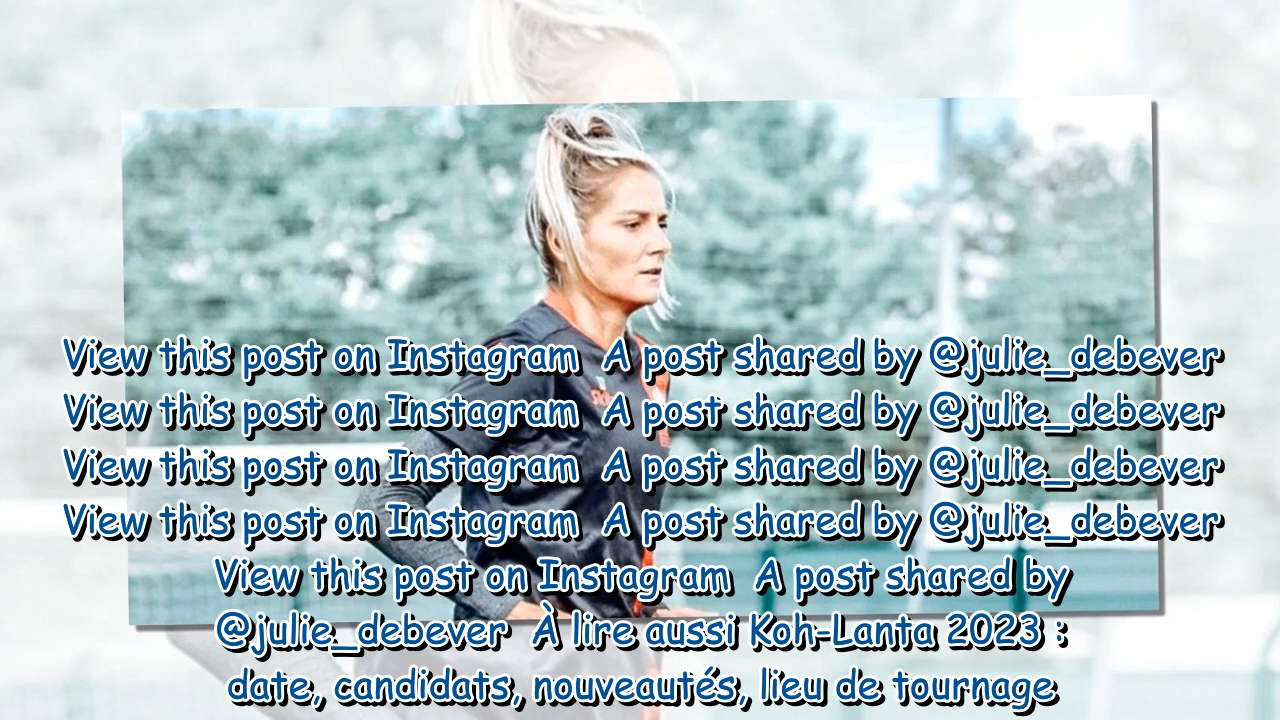 View this post on Instagram  A post shared by @julie_debever
View this post on Instagram  A post shared by @julie_debever
View this post on Instagram  A post shared by @julie_debever
View this post on Instagram  A post shared by @julie_debever
View this post on Instagram  A post shared by
@julie_debever  À lire aussi Koh-Lanta 2023 :
date, candidats, nouveautés, lieu de tournage